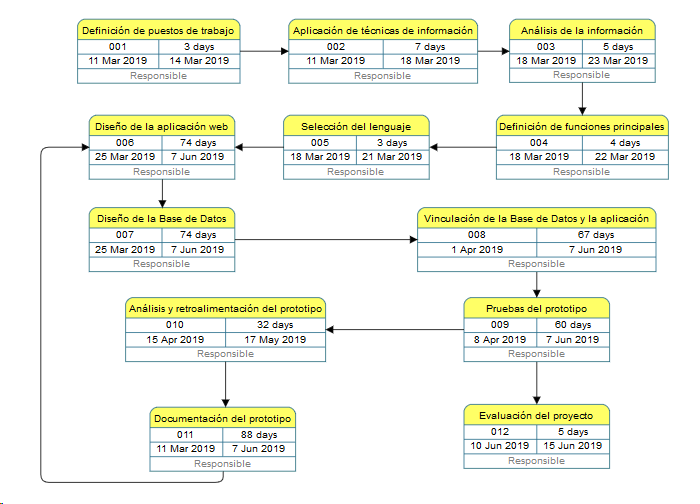 Definición de puestos de trabajo
001 3 days
11 Mar 2019 14 Mar 2019
Responsible
Aplicación de técnicas de información
002 7 days
11 Mar 2019 18 Mar 2019
Responsible
Análisis de la información
003 5 days
18 Mar 2019 23 Mar 2019
Responsible
Definición de funciones principales
004 4 days
18 Mar 2019 22 Mar 2019
Responsible
Selección del lenguaje
005 3 days
18 Mar 2019 21 Mar 2019
Responsible
Diseño de la aplicación web
006 74 days
25 Mar 2019 7 Jun 2019
Responsible
Diseño de la Base de Datos
007 74 days
25 Mar 2019 7 Jun 2019
Responsible
Vinculación de la Base de Datos y la aplicación
008 67 days
1 Apr 2019 7 Jun 2019
Responsible
Pruebas del prototipo
009 60 days
8 Apr 2019 7 Jun 2019
Responsible
Análisis y retroalimentación del prototipo
010 32 days
15 Apr 2019 17 May 2019
Responsible
Documentación del prototipo
011 88 days
11 Mar 2019 7 Jun 2019
Responsible
Evaluación del proyecto
012 5 days
10 Jun 2019 15 Jun 2019
Responsible